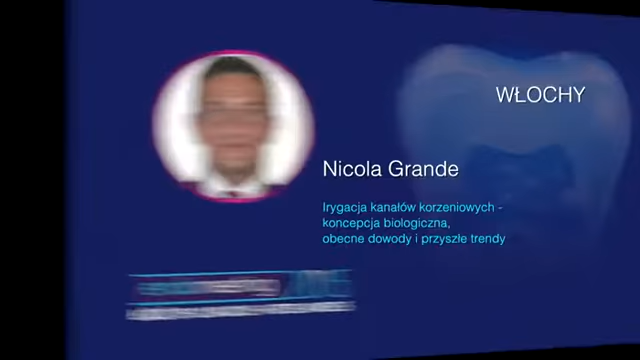 WŁOCHY
Nicola Grande
Irygacja kanałów korzeniowych -
koncepcja biologiczna,
obecne dowody i przyszłe trendy